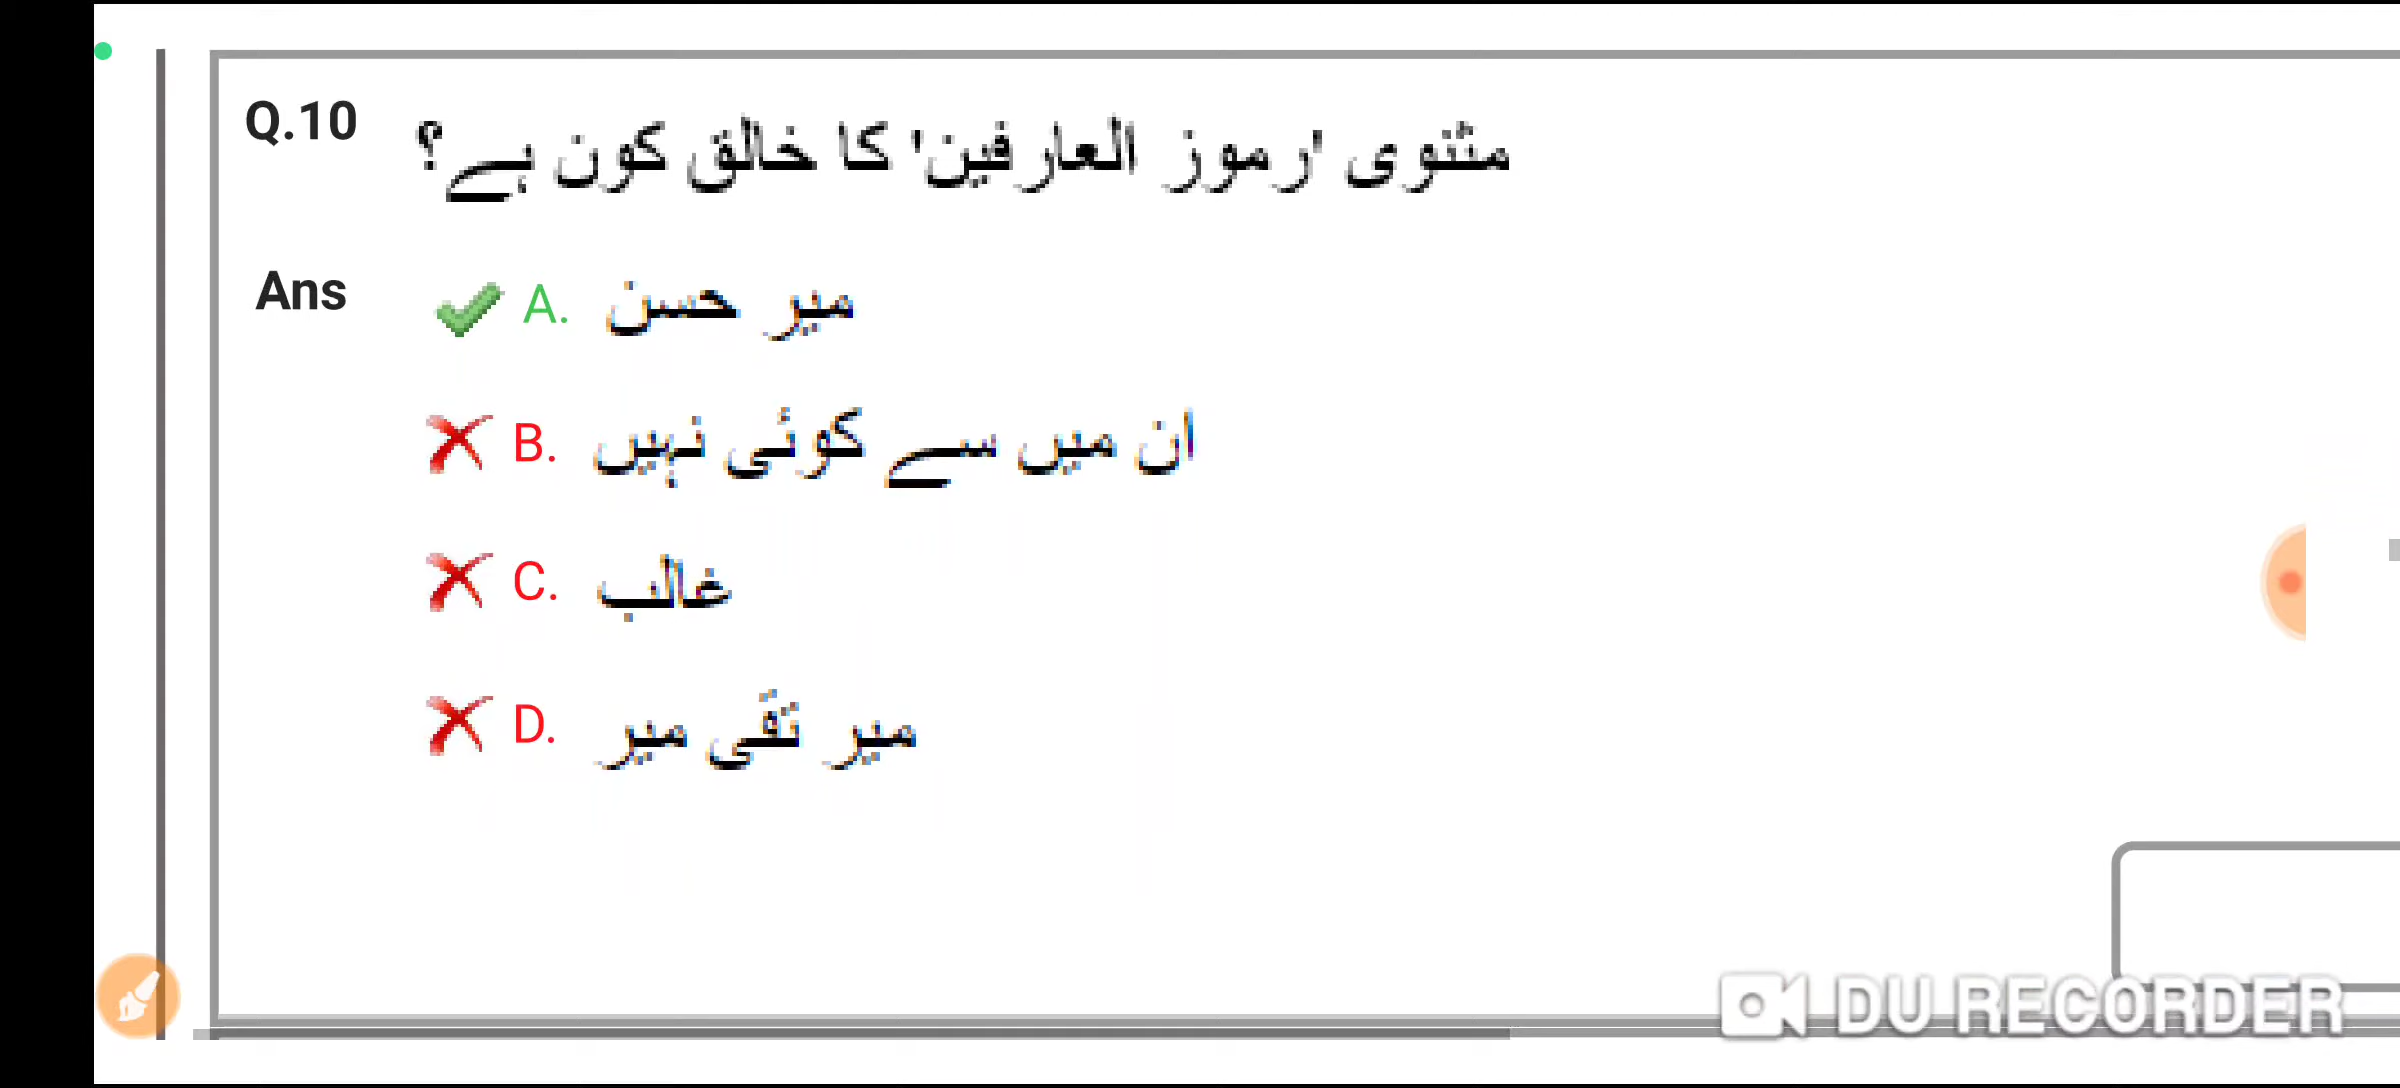 Q.10 مثنوی 'رموز العارفین' کا خالق کون ہے؟
Ans A. میر حسن
B. ان میں سے کوئی نہیں
C. غالب
D. میر تقی میر
DU RECORDER